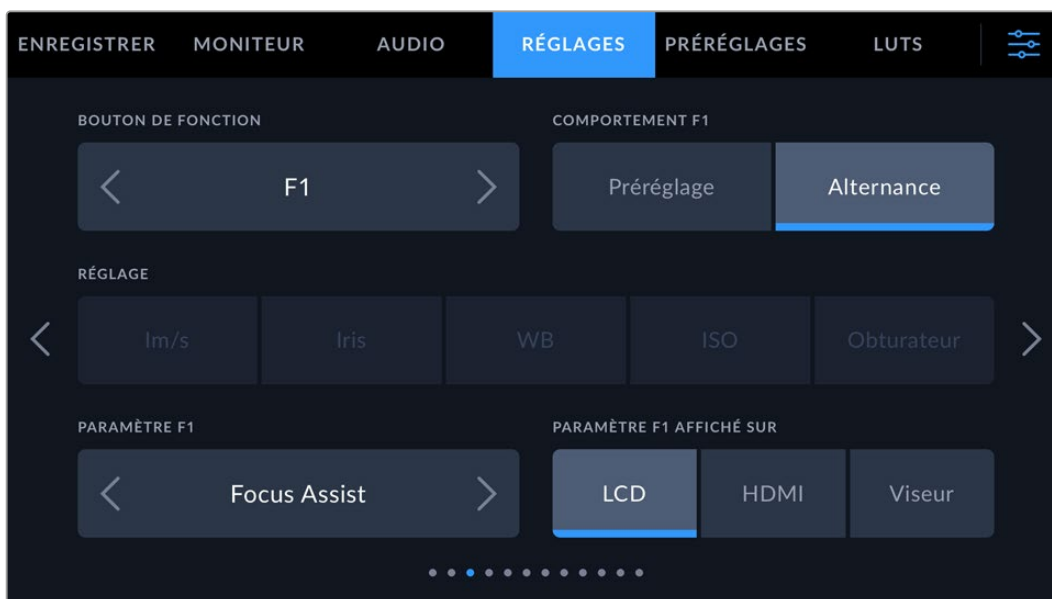 ENREGISTRER MONITEUR AUDIO RÉGLAGES PRÉRÉGLAGES LUTS
BOUTON DE FONCTION COMPORTEMENT F1
F1 Préréglage Alternance
RÉGLAGE
Im/s Iris WB ISO Obturateur
PARAMÈTRE F1 PARAMÈTRE F1 AFFICHÉ SUR
Focus Assist LCD HDMI Viseur